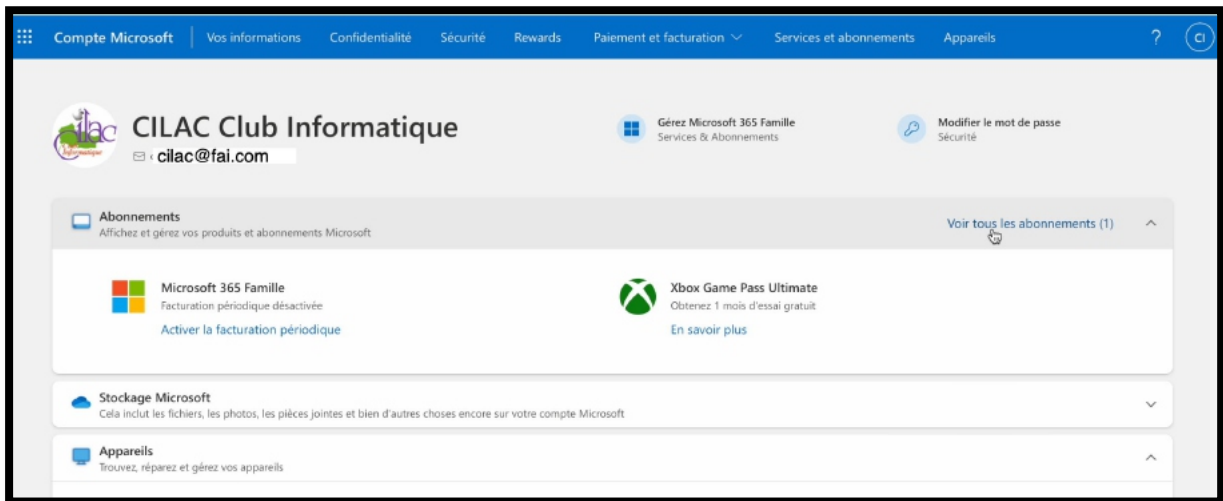 Compte Microsoft
Vos informations
Confidentialité
Sécurité
Rewards
Paiement et facturation
Services et abonnements
Appareils
?
CI
cilac
Informatique
CILAC Club Informatique
cilac@fai.com
Gérez Microsoft 365 Famille
Services & Abonnements
Modifier le mot de passe
Sécurité
Abonnements
Affichez et gérez vos produits et abonnements Microsoft
Voir tous les abonnements (1)
Microsoft 365 Famille
Facturation périodique désactivée
Activer la facturation périodique
Xbox Game Pass Ultimate
Obtenez 1 mois d'essai gratuit
En savoir plus
Stockage Microsoft
Cela inclut les fichiers, les photos, les pièces jointes et bien d'autres choses encore sur votre compte Microsoft
Appareils
Trouvez, réparez et gérez vos appareils